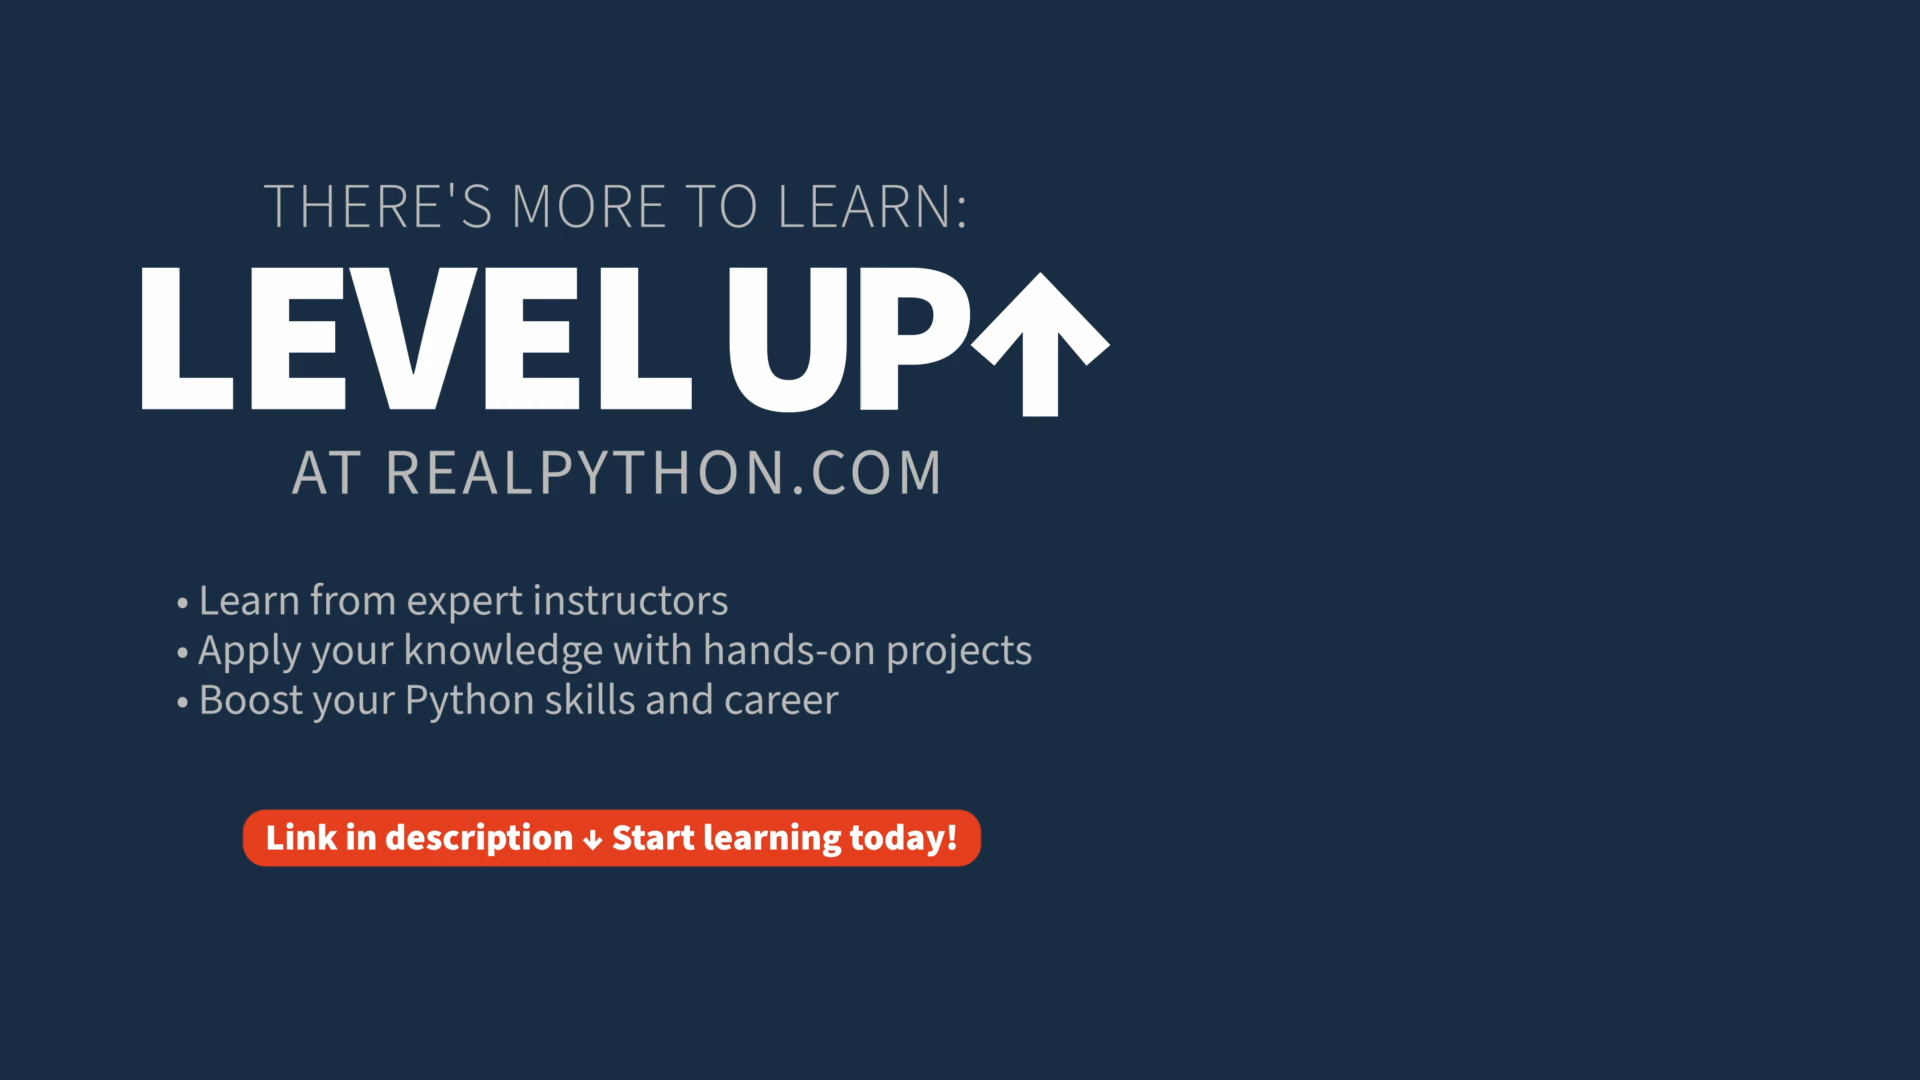 THERE'S MORE TO LEARN:
LEVEL UP↑
AT REALPYTHON.COM
• Learn from expert instructors
• Apply your knowledge with hands-on projects
• Boost your Python skills and career
Link in description ↓ Start learning today!